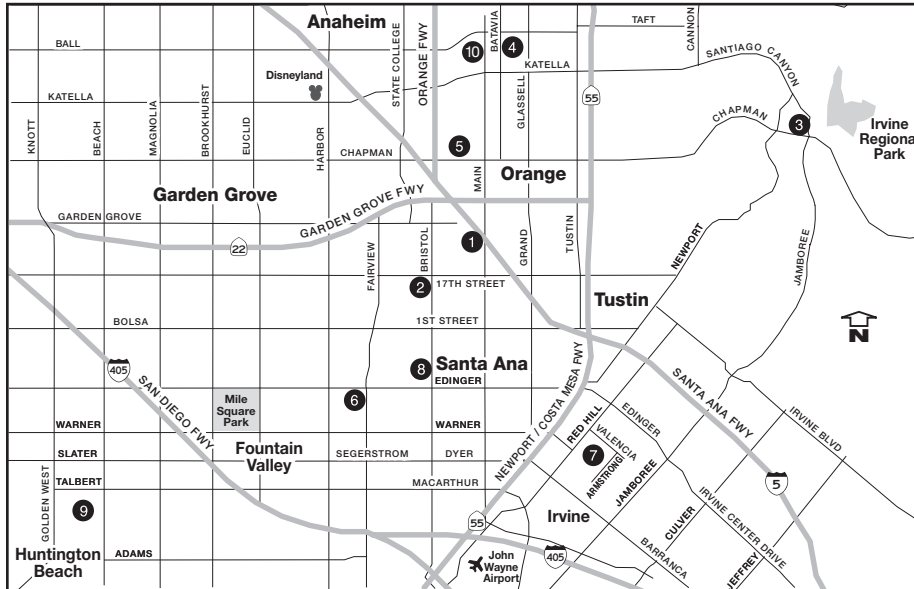 Anaheim
BALL
Disneyland
KATELLA
KNOTT
BEACH
MAGNOLIA
BROOKHURST
EUCLID
HARBOR
STATE COLLEGE
ORANGE FWY
MAIN
BATAVIA
GLASSELL
10
4
KATELLA
TAFT
CANNON
55
SANTIAGO CANYON
CHAPMAN
3
Irvine
Regional
Park
CHAPMAN
5
Orange
Garden Grove
GARDEN GROVE FWY
GARDEN GROVE
22
FAIRVIEW
BRISTOL
1
GRAND
TUSTIN
NEWPORT
JAMBOREE
2
17TH STREET
Tustin
N
BOLSA
1ST STREET
405
SAN DIEGO FWY
8
Santa Ana
EDINGER
6
Mile
Square
Park
WARNER
WARNER
Fountain
Valley
SLATER
SEGERSTROM
DYER
TALBERT
MACARTHUR
NEWPORT / COSTA MESA FWY
RED HILL
EDINGER
VALENCIA
7
ARMSTRONG
JAMBOREE
SANTA ANA FWY
IRVINE BLVD
5
GOLDEN WEST
9
Huntington
Beach
ADAMS
55
John
Wayne
Airport
405
Irvine
BARRANCA
CULVER
IRVINE CENTER DRIVE
JEFFREY